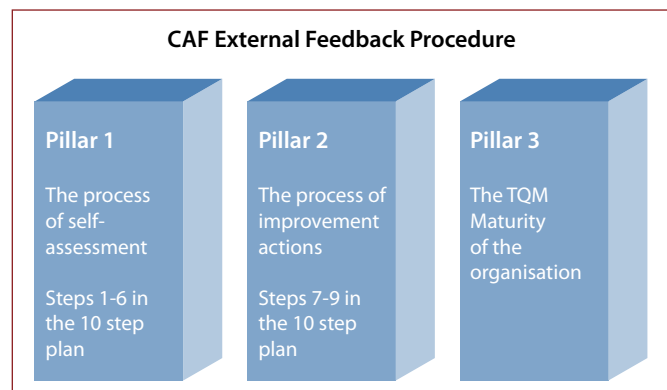 CAF External Feedback Procedure
Pillar 1
The process
of self-
assessment
Steps 1-6 in
the 10 step
plan
Pillar 2
The process of
improvement
actions
Steps 7-9 in
the 10 step
plan
Pillar 3
The TQM
Maturity
of the
organisation